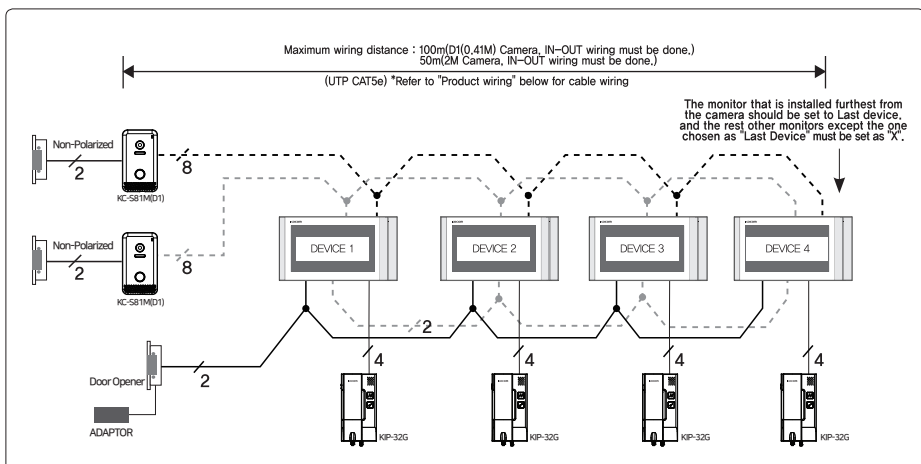 Maximum wiring distance : 100m(D1(0.41M) Camera, IN-OUT wiring must be done.)
50m(2M Camera, IN-OUT wiring must be done.)
(UTP CAT5e) *Refer to "Product wiring" below for cable wiring
The monitor that is installed furthest from
the camera should be set to Last device,
and the rest other monitors except the one
chosen as "Last Device" must be set as "X".
Non-Polarized
2
8
KC-S81M(D1)
Non-Polarized
2
8
KC-S81M(D1)
DEVICE 1
DEVICE 2
DEVICE 3
DEVICE 4
2
Door Opener
2
ADAPTOR
4
4
4
4
KIP-32G
KIP-32G
KIP-32G
KIP-32G